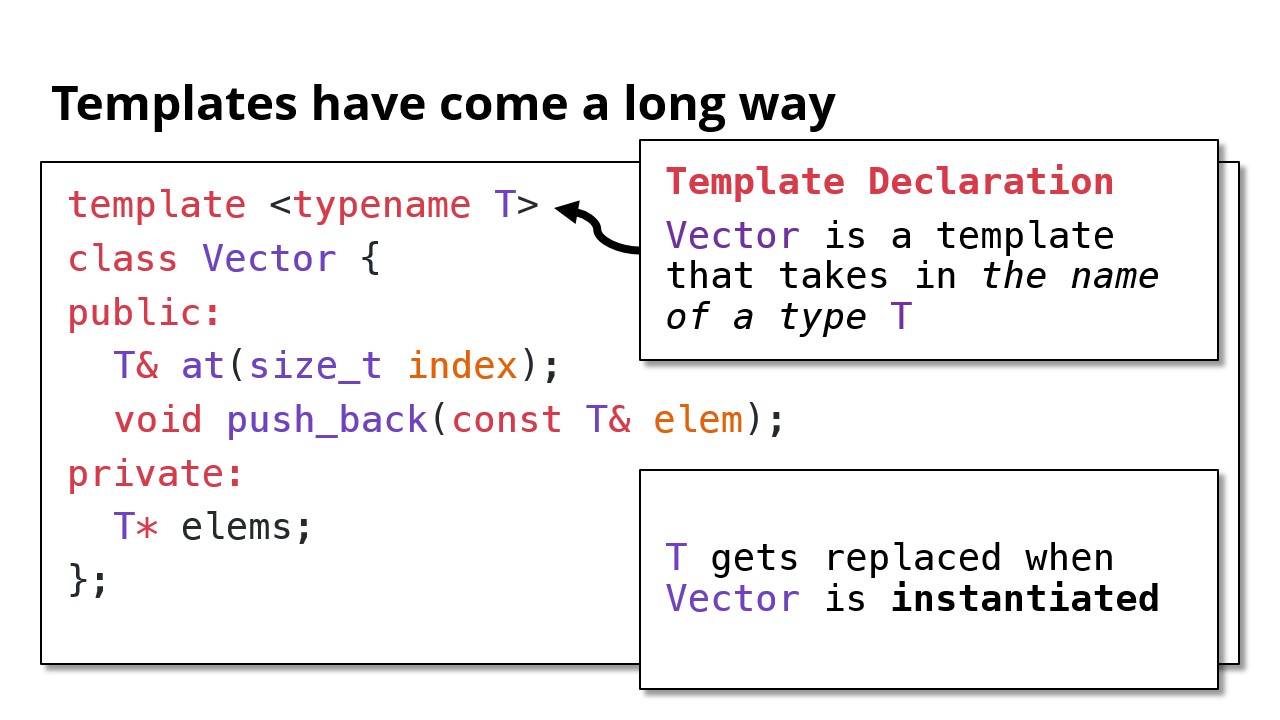 Templates have come a long way
template <typename T>
class Vector {
public:
  T& at(size_t index);
  void push_back(const T& elem);
private:
  T* elems;
};
Template Declaration
Vector is a template
that takes in the name
of a type T
T gets replaced when
Vector is instantiated